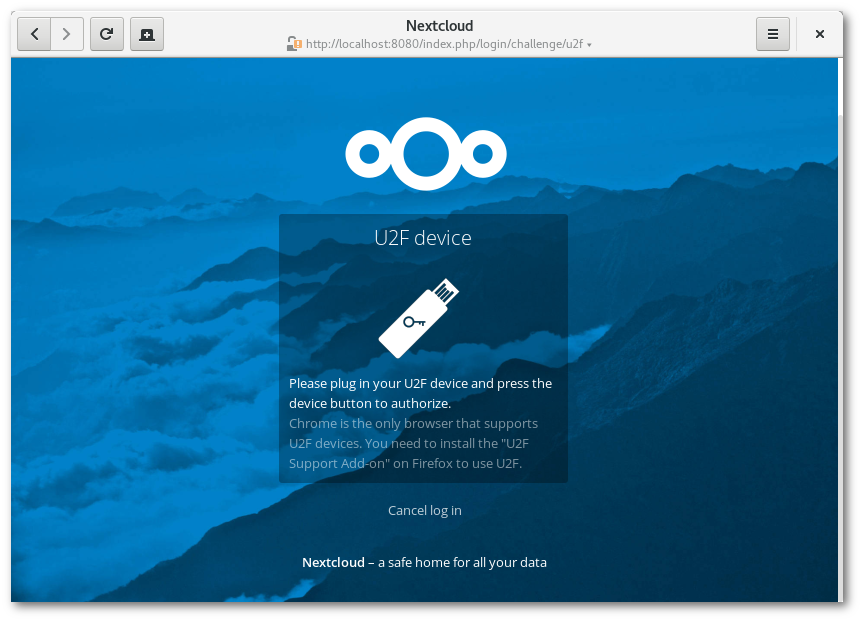 Nextcloud
http://localhost:8080/index.php/login/challenge/u2f
U2F device
Please plug in your U2F device and press the
device button to authorize.
Chrome is the only browser that supports
U2F devices. You need to install the "U2F
Support Add-on" on Firefox to use U2F.
Cancel log in
Nextcloud – a safe home for all your data